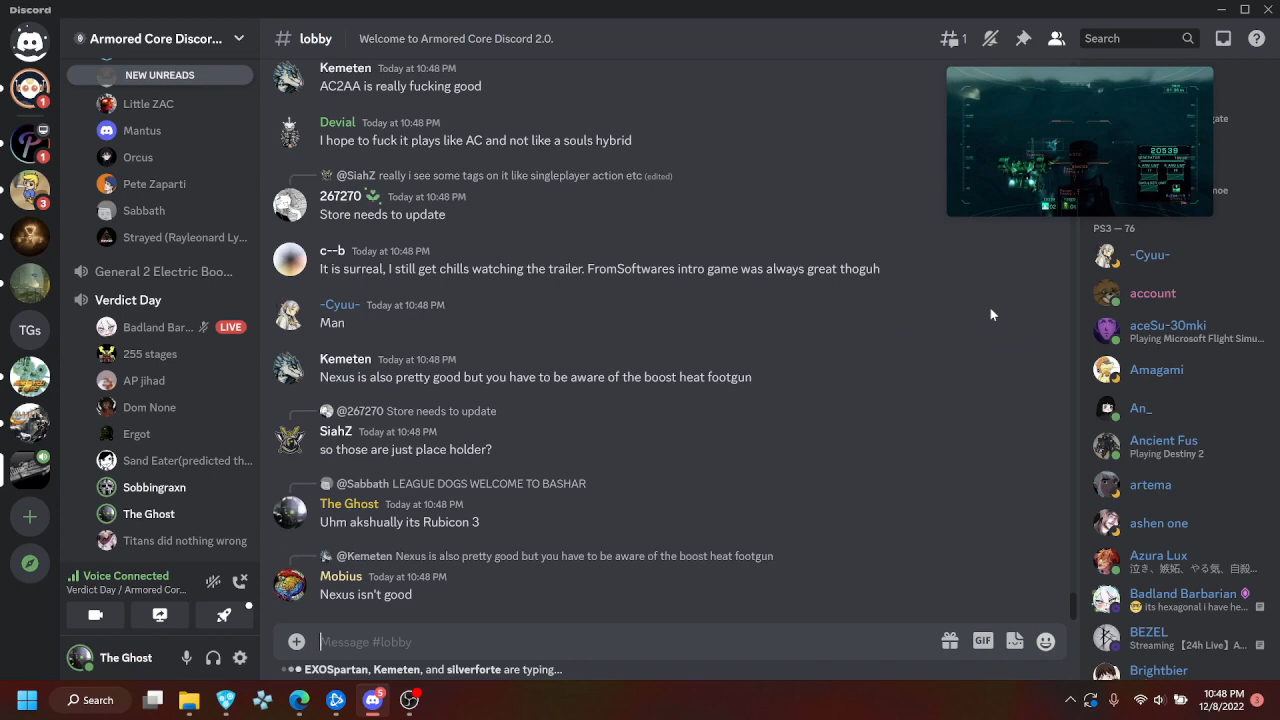 Discord
Armored Core Discor...
# lobby
Welcome to Armored Core Discord 2.0.
1
Search
NEW UNREADS
Little ZAC
Mantus
Orcus
Pete Zaparti
Sabbath
Strayed (Rayleonard Ly...
General 2 Electric Boo...
Verdict Day
Badland Bar...
LIVE
255 stages
AP jihad
Dom None
Ergot
Sand Eater(predicted th...
Sobbingraxn
The Ghost
Titans did nothing wrong
Voice Connected
Verdict Day / Armored Cor...
The Ghost
1
1
3
TGs
Kemeten Today at 10:48 PM
AC2AA is really fucking good
Devial Today at 10:48 PM
I hope to fuck it plays like AC and not like a souls hybrid
@SiahZ really i see some tags on it like singleplayer action etc (edited)
267270 Today at 10:48 PM
Store needs to update
c--b Today at 10:48 PM
It is surreal, I still get chills watching the trailer. FromSoftwares intro game was always great thoguh
-Cyuu- Today at 10:48 PM
Man
Kemeten Today at 10:48 PM
Nexus is also pretty good but you have to be aware of the boost heat footgun
@267270 Store needs to update
SiahZ Today at 10:48 PM
so those are just place holder?
@Sabbath LEAGUE DOGS WELCOME TO BASHAR
The Ghost Today at 10:48 PM
Uhm akshually its Rubicon 3
@Kemeten Nexus is also pretty good but you have to be aware of the boost heat footgun
Mobius Today at 10:48 PM
Nexus isn't good
Message #lobby
GIF
EXOSpartan, Kemeten, and silverforte are typing...
20539
gate
noe
PS3 — 76
-Cyuu-
account
aceSu-30mki
Playing Microsoft Flight Simu...
Amagami
An_
Ancient Fus
Playing Destiny 2
artema
ashen one
Azura Lux
泣き、嫉妬、やる気、自殺...
Badland Barbarian
its hexagonal i have he...
BEZEL
Streaming 【24h Live】 A...
Brightbier
Search
5
10:48 PM
12/8/2022
3